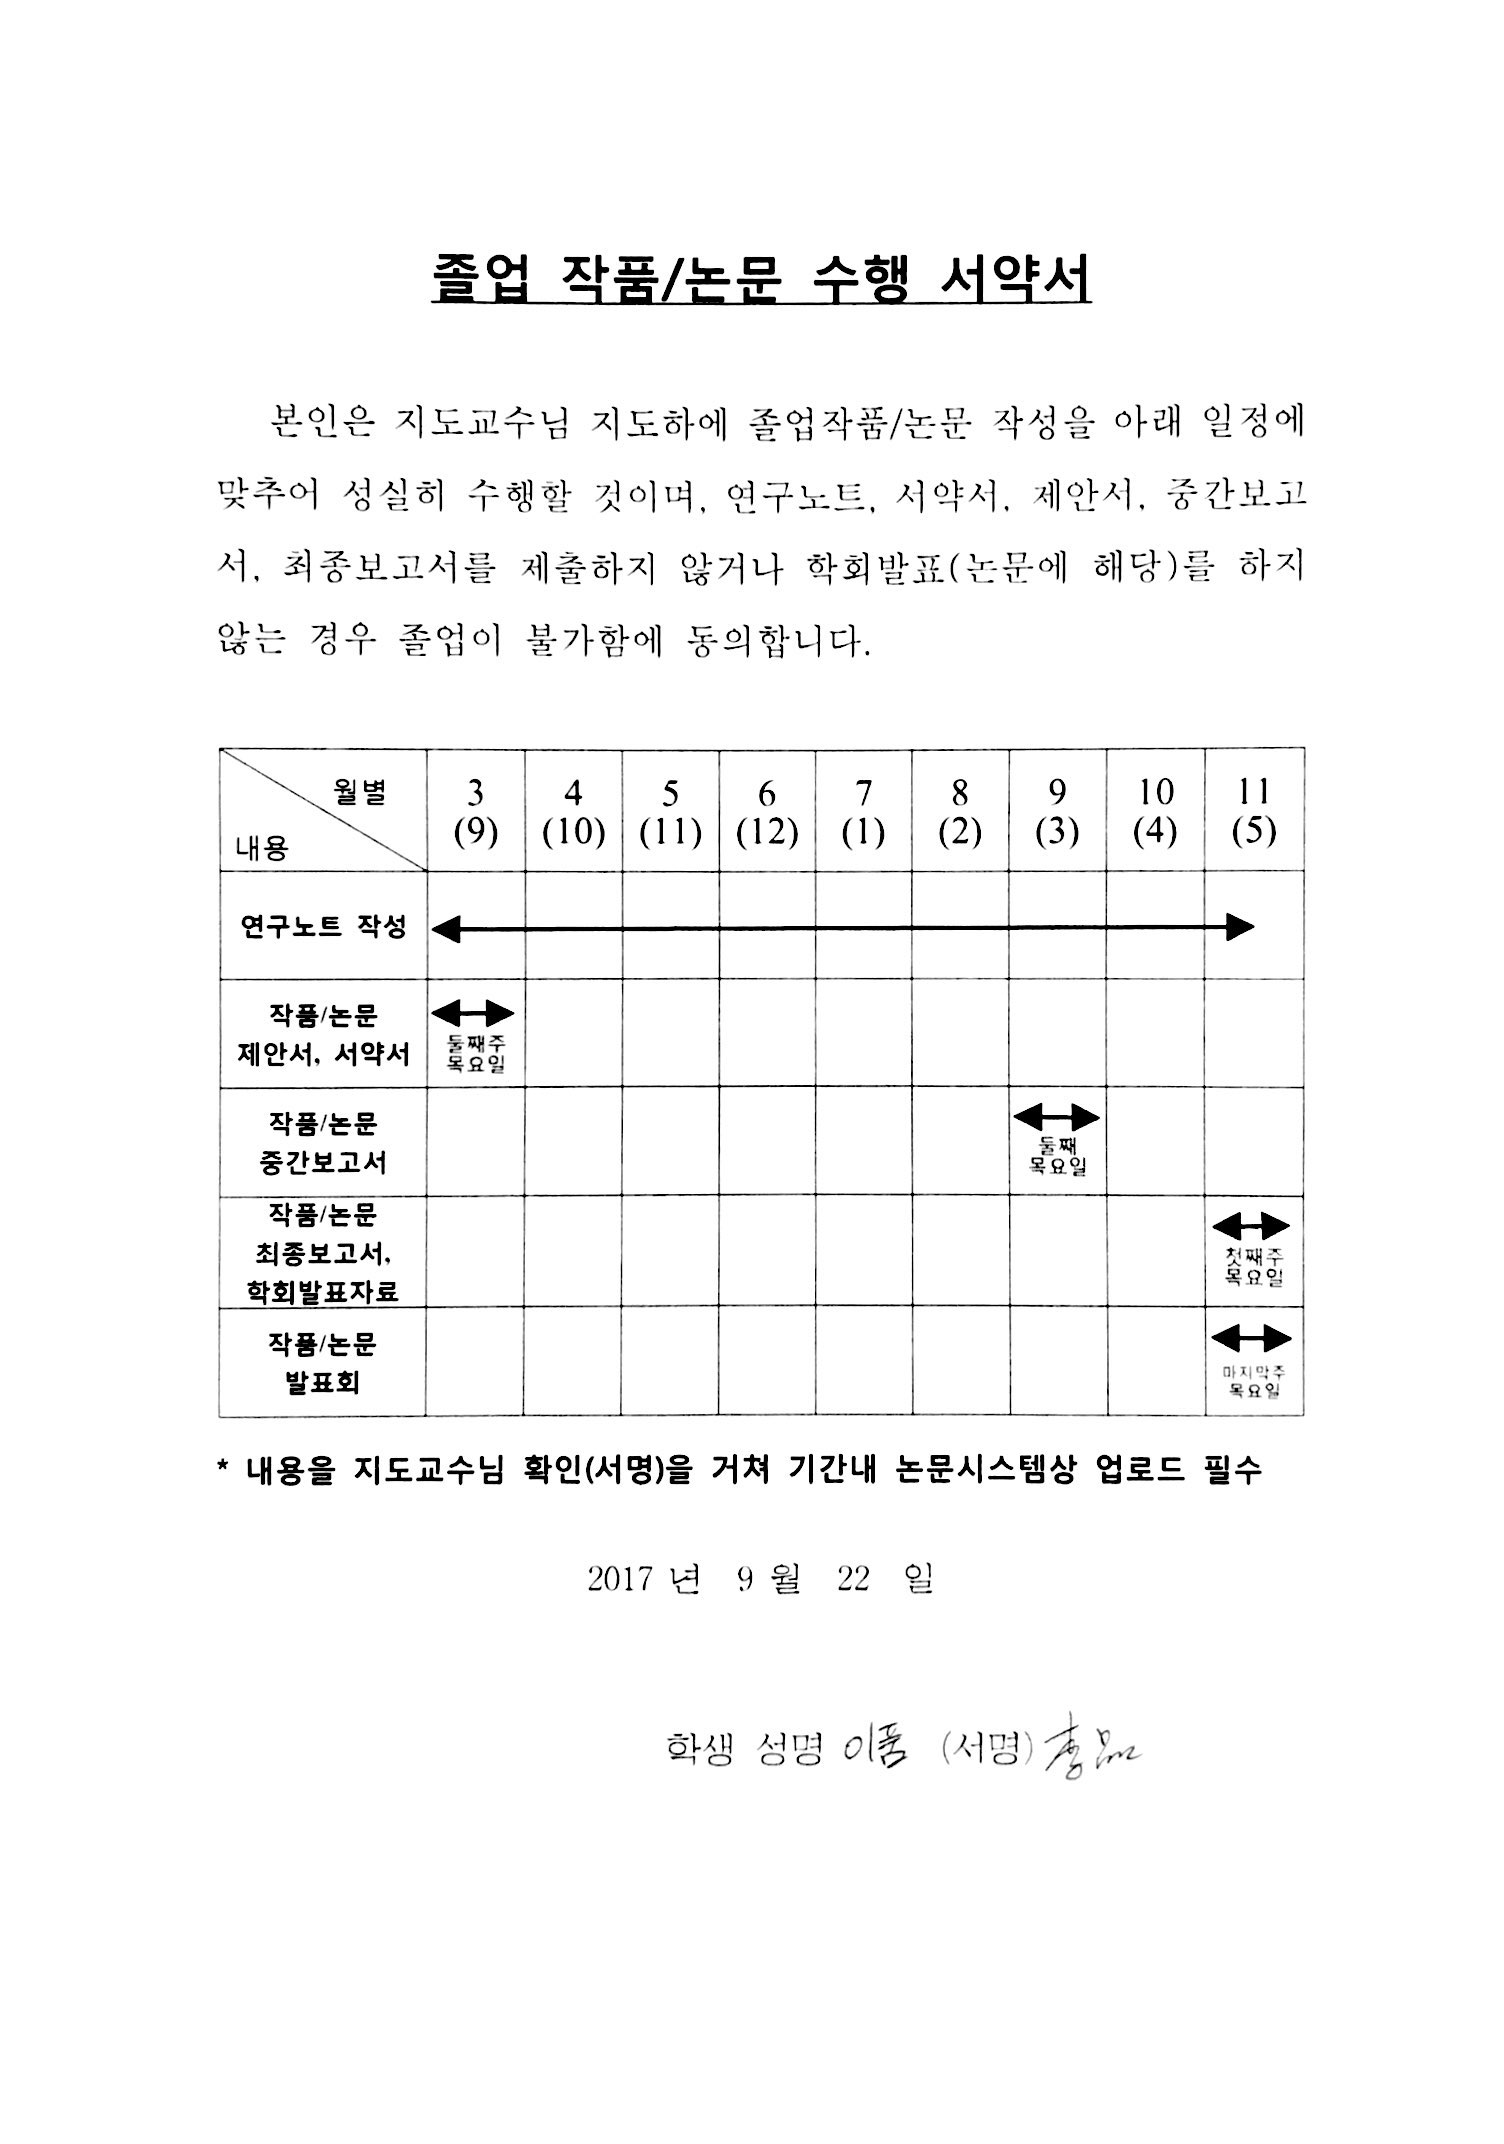 졸업 작품/논문 수행 서약서
본인은 지도교수님 지도하에 졸업작품/논문 작성을 아래 일정에
맞추어 성실히 수행할 것이며, 연구노트, 서약서, 제안서, 중간보고
서, 최종보고서를 제출하지 않거나 학회발표(논문에 해당)를 하지
않는 경우 졸업이 불가함에 동의합니다.
월별 3 4 5 6 7 8 9 10 11
내용 (9) (10) (11) (12) (1) (2) (3) (4) (5)
연구노트 작성
작품/논문
제안서, 서약서
둘째주
목요일
작품/논문
중간보고서
둘째
목요일
작품/논문
최종보고서,
학회발표자료
첫째주
목요일
작품/논문
발표회
마지막주
목요일
* 내용을 지도교수님 확인(서명)을 거쳐 기간내 논문시스템상 업로드 필수
2017 년 9 월 22 일
학생 성명 이품 (서명) 李品